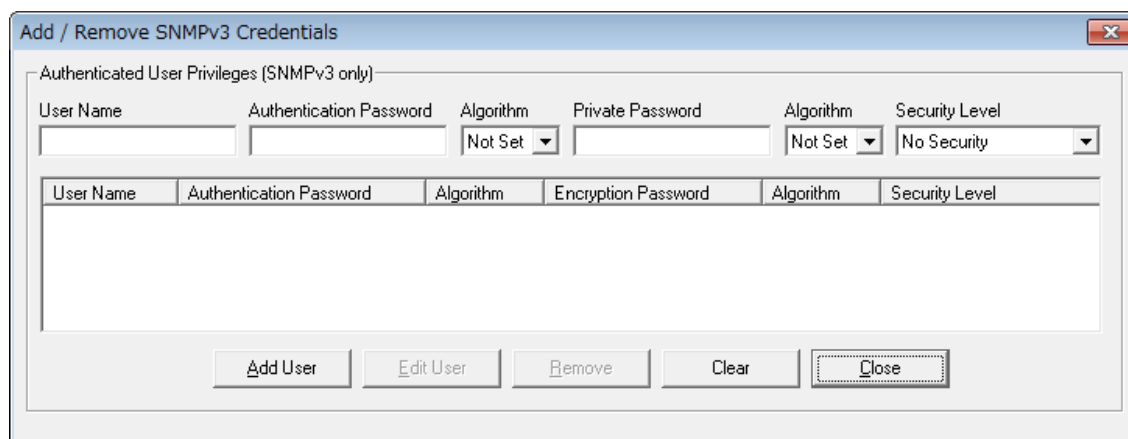 Add / Remove SNMPv3 Credentials
Authenticated User Privileges (SNMPv3 only)
User Name Authentication Password Algorithm Private Password Algorithm Security Level
Not Set Not Set No Security
User Name Authentication Password Algorithm Encryption Password Algorithm Security Level
Add User Edit User Remove Clear Close